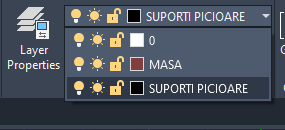 SUPORTI PICIOARE
Layer
Properties
0
MASA
SUPORTI PICIOARE